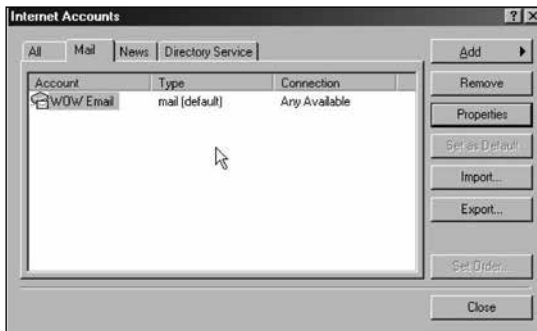 Internet Accounts
All Mail News Directory Service
Account Type Connection
WOW Email mail (default) Any Available
Add
Remove
Properties
Set as Default
Import...
Export...
Set Order...
Close